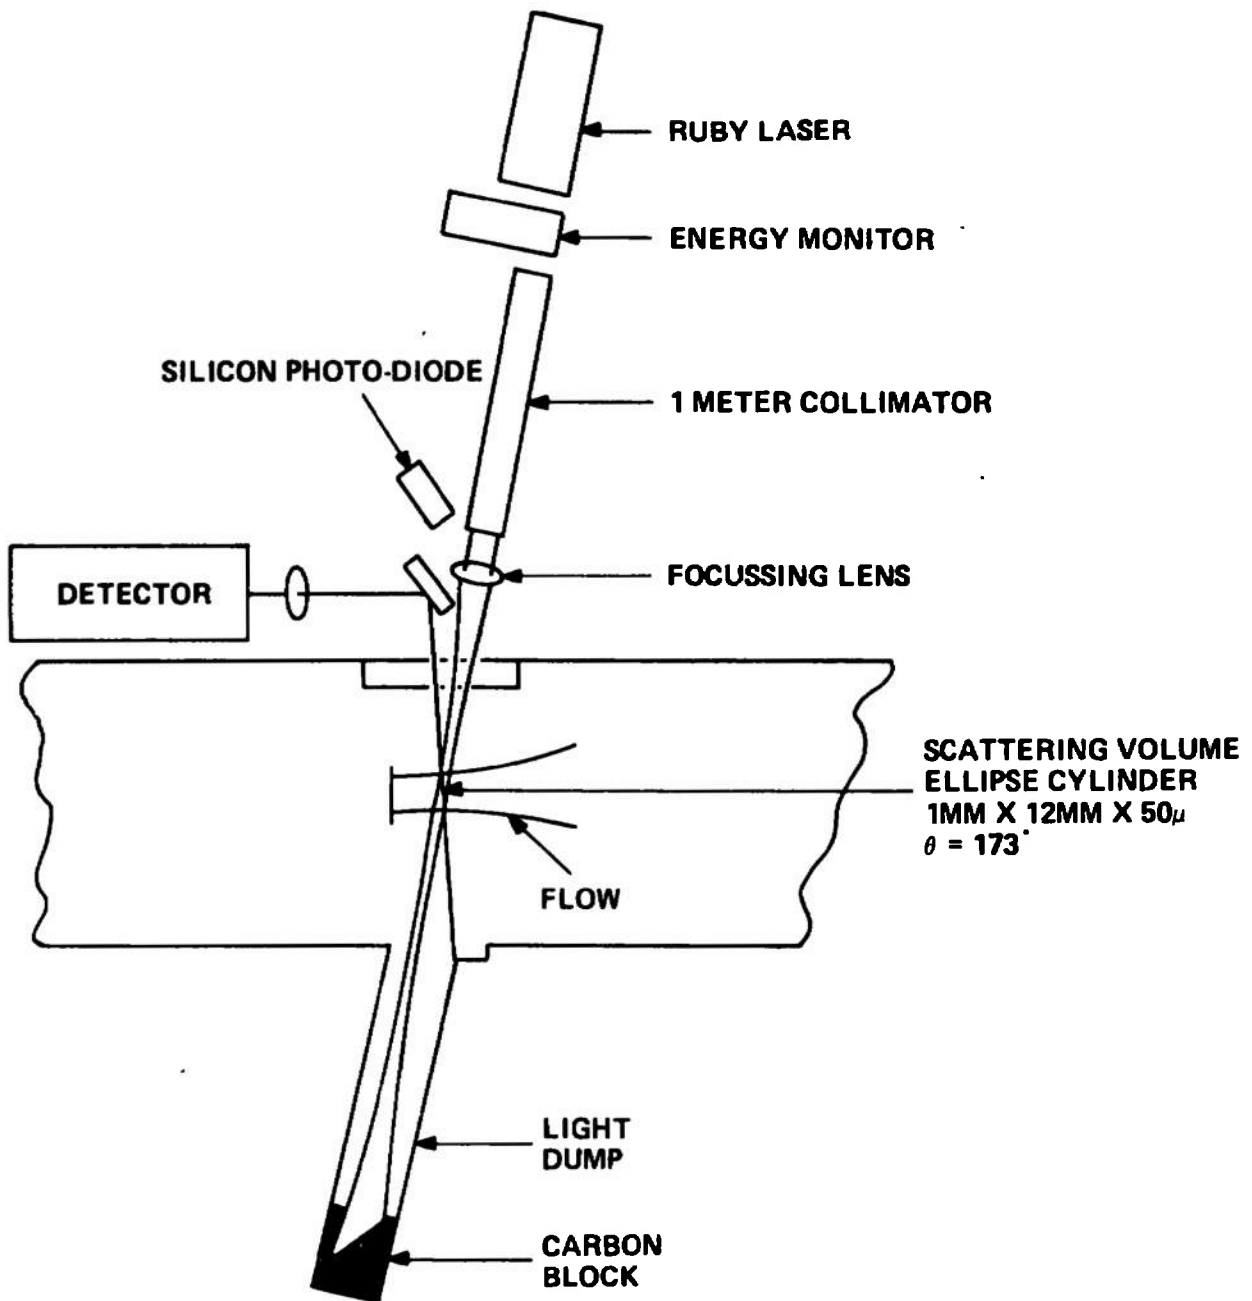 RUBY LASER
ENERGY MONITOR
SILICON PHOTO-DIODE
1 METER COLLIMATOR
DETECTOR
FOCUSSING LENS
SCATTERING VOLUME
ELLIPSE CYLINDER
1MM X 12MM X 50μ
θ = 173°
FLOW
LIGHT
DUMP
CARBON
BLOCK